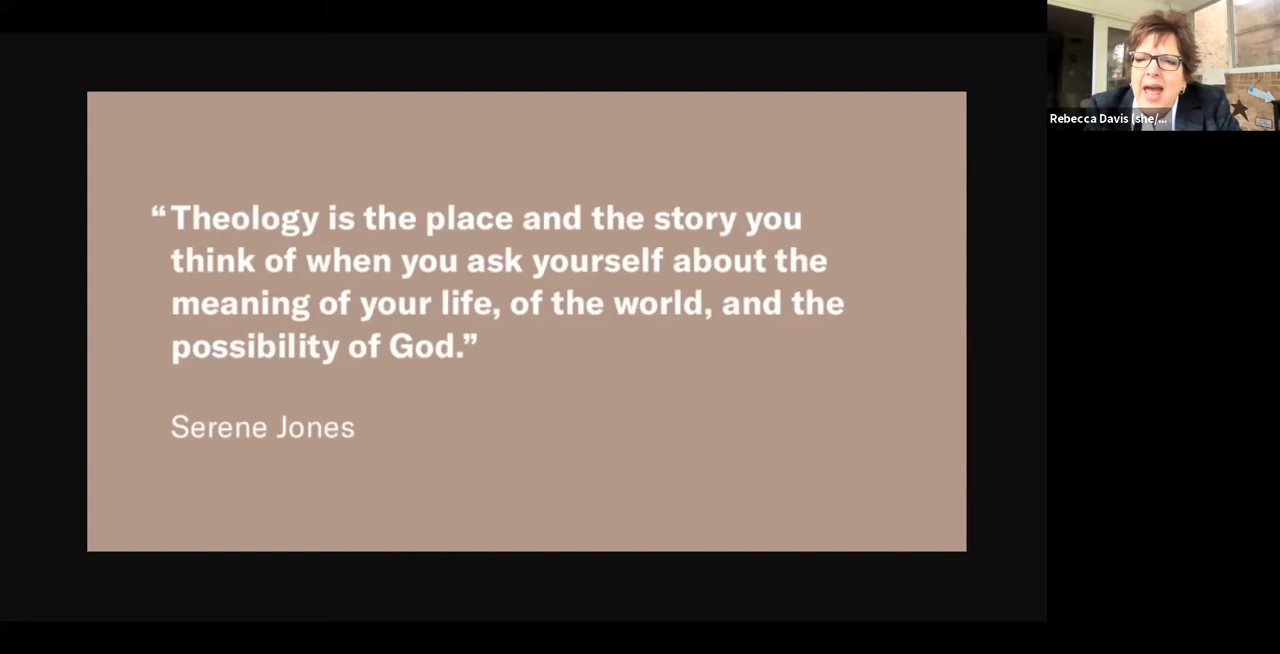 “Theology is the place and the story you
think of when you ask yourself about the
meaning of your life, of the world, and the
possibility of God.”
Serene Jones
Rebecca Davis (she/...